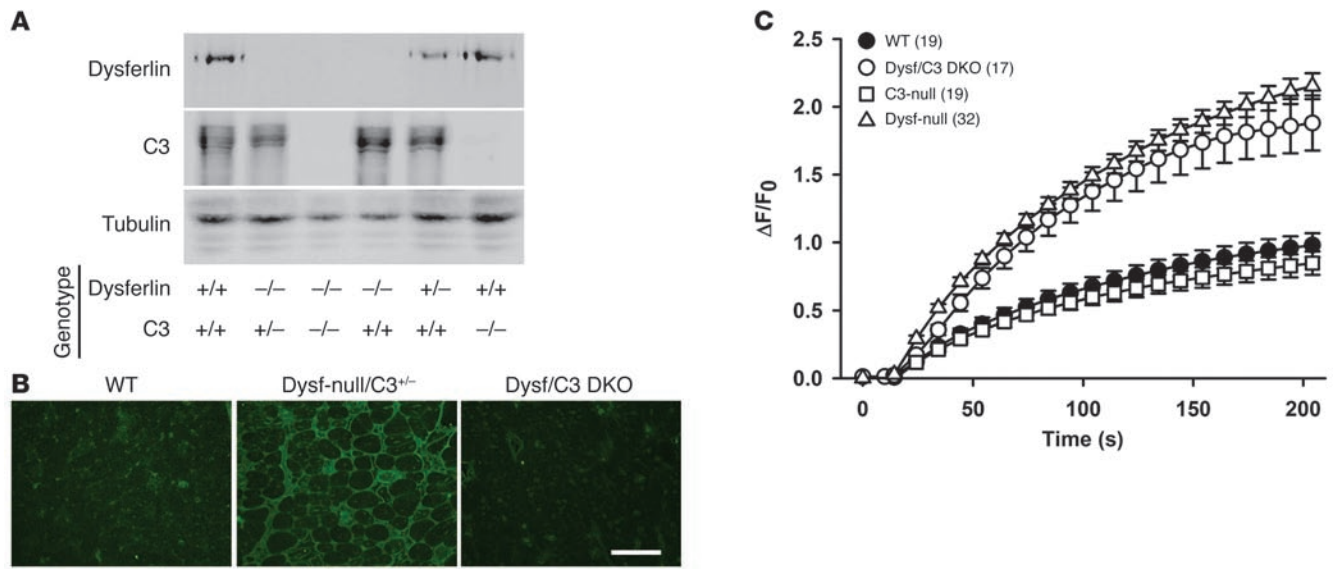 A
Dysferlin
C3
Tubulin
Genotype
Dysferlin +/+ –/– –/– –/– +/– +/+
C3 +/+ +/– –/– +/+ +/+ –/–
B
WT Dysf-null/C3+/– Dysf/C3 DKO
C
WT (19)
Dysf/C3 DKO (17)
C3-null (19)
Dysf-null (32)
2.5
2.0
1.5
1.0
0.5
0.0
ΔF/F0
0 50 100 150 200
Time (s)